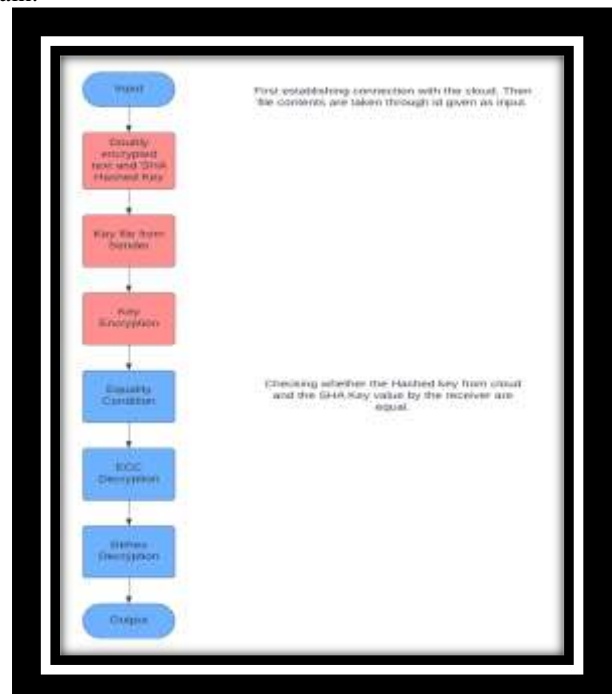 Input
First establishing connection with the cloud. Then
file contents are taken through id given as input.
Doubly
encrypted
text and SHA
Hashed Key
Key file from
Sender
Key
Encryption
Equality
Condition
Checking whether the Hashed key from cloud
and the SHA Key value by the receiver are
equal.
ECC
Decryption
Decryption
Output